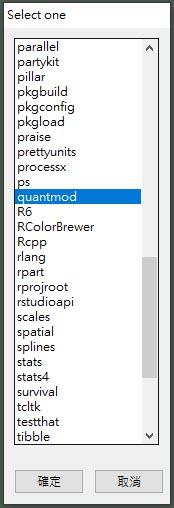 Select one
parallel
partykit
pillar
pkgbuild
pkgconfig
pkgload
praise
prettyunits
processx
ps
quantmod
R6
RColorBrewer
Rcpp
rlang
rpart
rprojroot
rstudioapi
scales
spatial
splines
stats
stats4
survival
tcltk
testthat
tibble
確定 取消